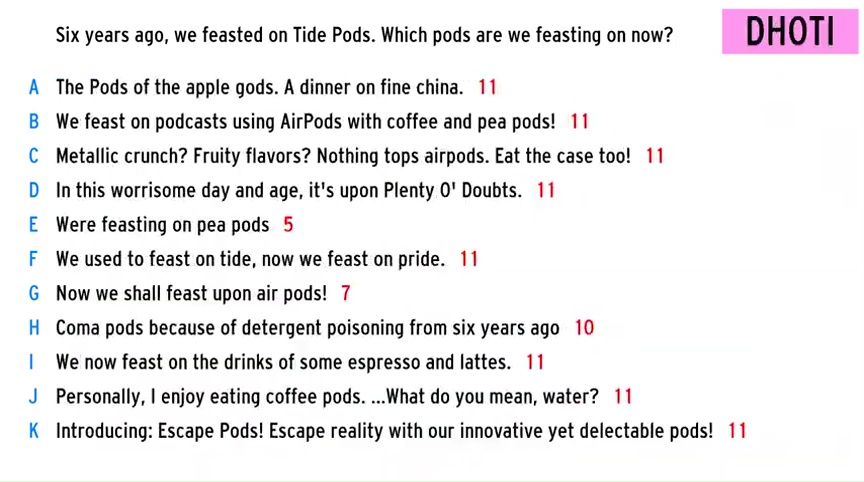 Six years ago, we feasted on Tide Pods. Which pods are we feasting on now?
DHOTI
A The Pods of the apple gods. A dinner on fine china. 11
B We feast on podcasts using AirPods with coffee and pea pods! 11
C Metallic crunch? Fruity flavors? Nothing tops airpods. Eat the case too! 11
D In this worrisome day and age, it's upon Plenty O' Doubts. 11
E Were feasting on pea pods 5
F We used to feast on tide, now we feast on pride. 11
G Now we shall feast upon air pods! 7
H Coma pods because of detergent poisoning from six years ago 10
I We now feast on the drinks of some espresso and lattes. 11
J Personally, I enjoy eating coffee pods. ...What do you mean, water? 11
K Introducing: Escape Pods! Escape reality with our innovative yet delectable pods! 11